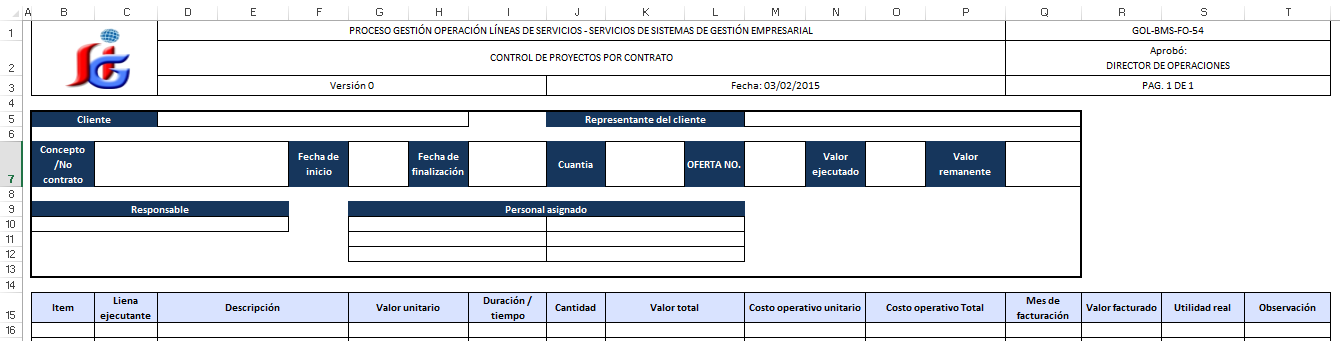 A B C D E F G H I J K L M N O P Q R S T
1 PROCESO GESTIÓN OPERACIÓN LÍNEAS DE SERVICIOS - SERVICIOS DE SISTEMAS DE GESTIÓN EMPRESARIAL GOL-BMS-FO-54
2 CONTROL DE PROYECTOS POR CONTRATO Aprobó:
DIRECTOR DE OPERACIONES
3 Versión 0 Fecha: 03/02/2015 PAG. 1 DE 1
4
5 Cliente Representante del cliente
6
7 Concepto
/No
contrato
Fecha de
inicio
Fecha de
finalización
Cuantia
OFERTA NO.
Valor
ejecutado
Valor
remanente
8
9 Responsable Personal asignado
10
11
12
13
14
15 Item
Liena
ejecutante
Descripción
Valor unitario
Duración /
tiempo
Cantidad
Valor total
Costo operativo unitario
Costo operativo Total
Mes de
facturación
Valor facturado
Utilidad real
Observación
16